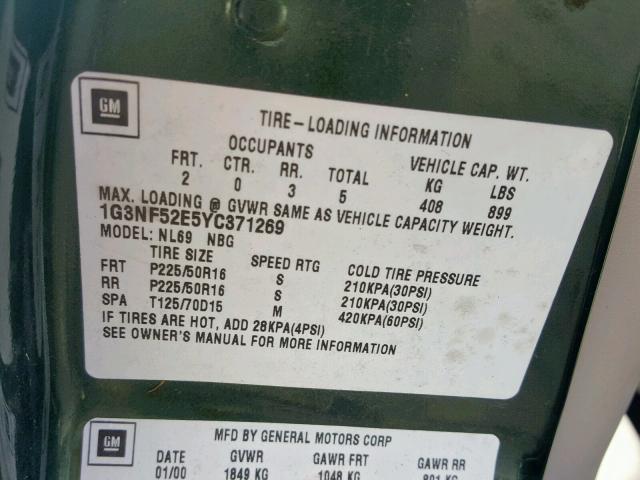 GM
TIRE-LOADING INFORMATION
OCCUPANTS VEHICLE CAP. WT.
FRT. CTR. RR. TOTAL KG LBS
2 0 3 5 408 899
MAX. LOADING @ GVWR SAME AS VEHICLE CAPACITY WEIGHT.
1G3NF52E5YC371269
MODEL: NL69 NBG
TIRE SIZE SPEED RTG COLD TIRE PRESSURE
FRT P225/50R16 S 210KPA(30PSI)
RR P225/50R16 S 210KPA(30PSI)
SPA T125/70D15 M 420KPA(60PSI)
IF TIRES ARE HOT, ADD 28KPA(4PSI)
SEE OWNER'S MANUAL FOR MORE INFORMATION
GM
MFD BY GENERAL MOTORS CORP
DATE GVWR GAWR FRT GAWR RR
01/00 1849 KG 1048 KG 801 KG